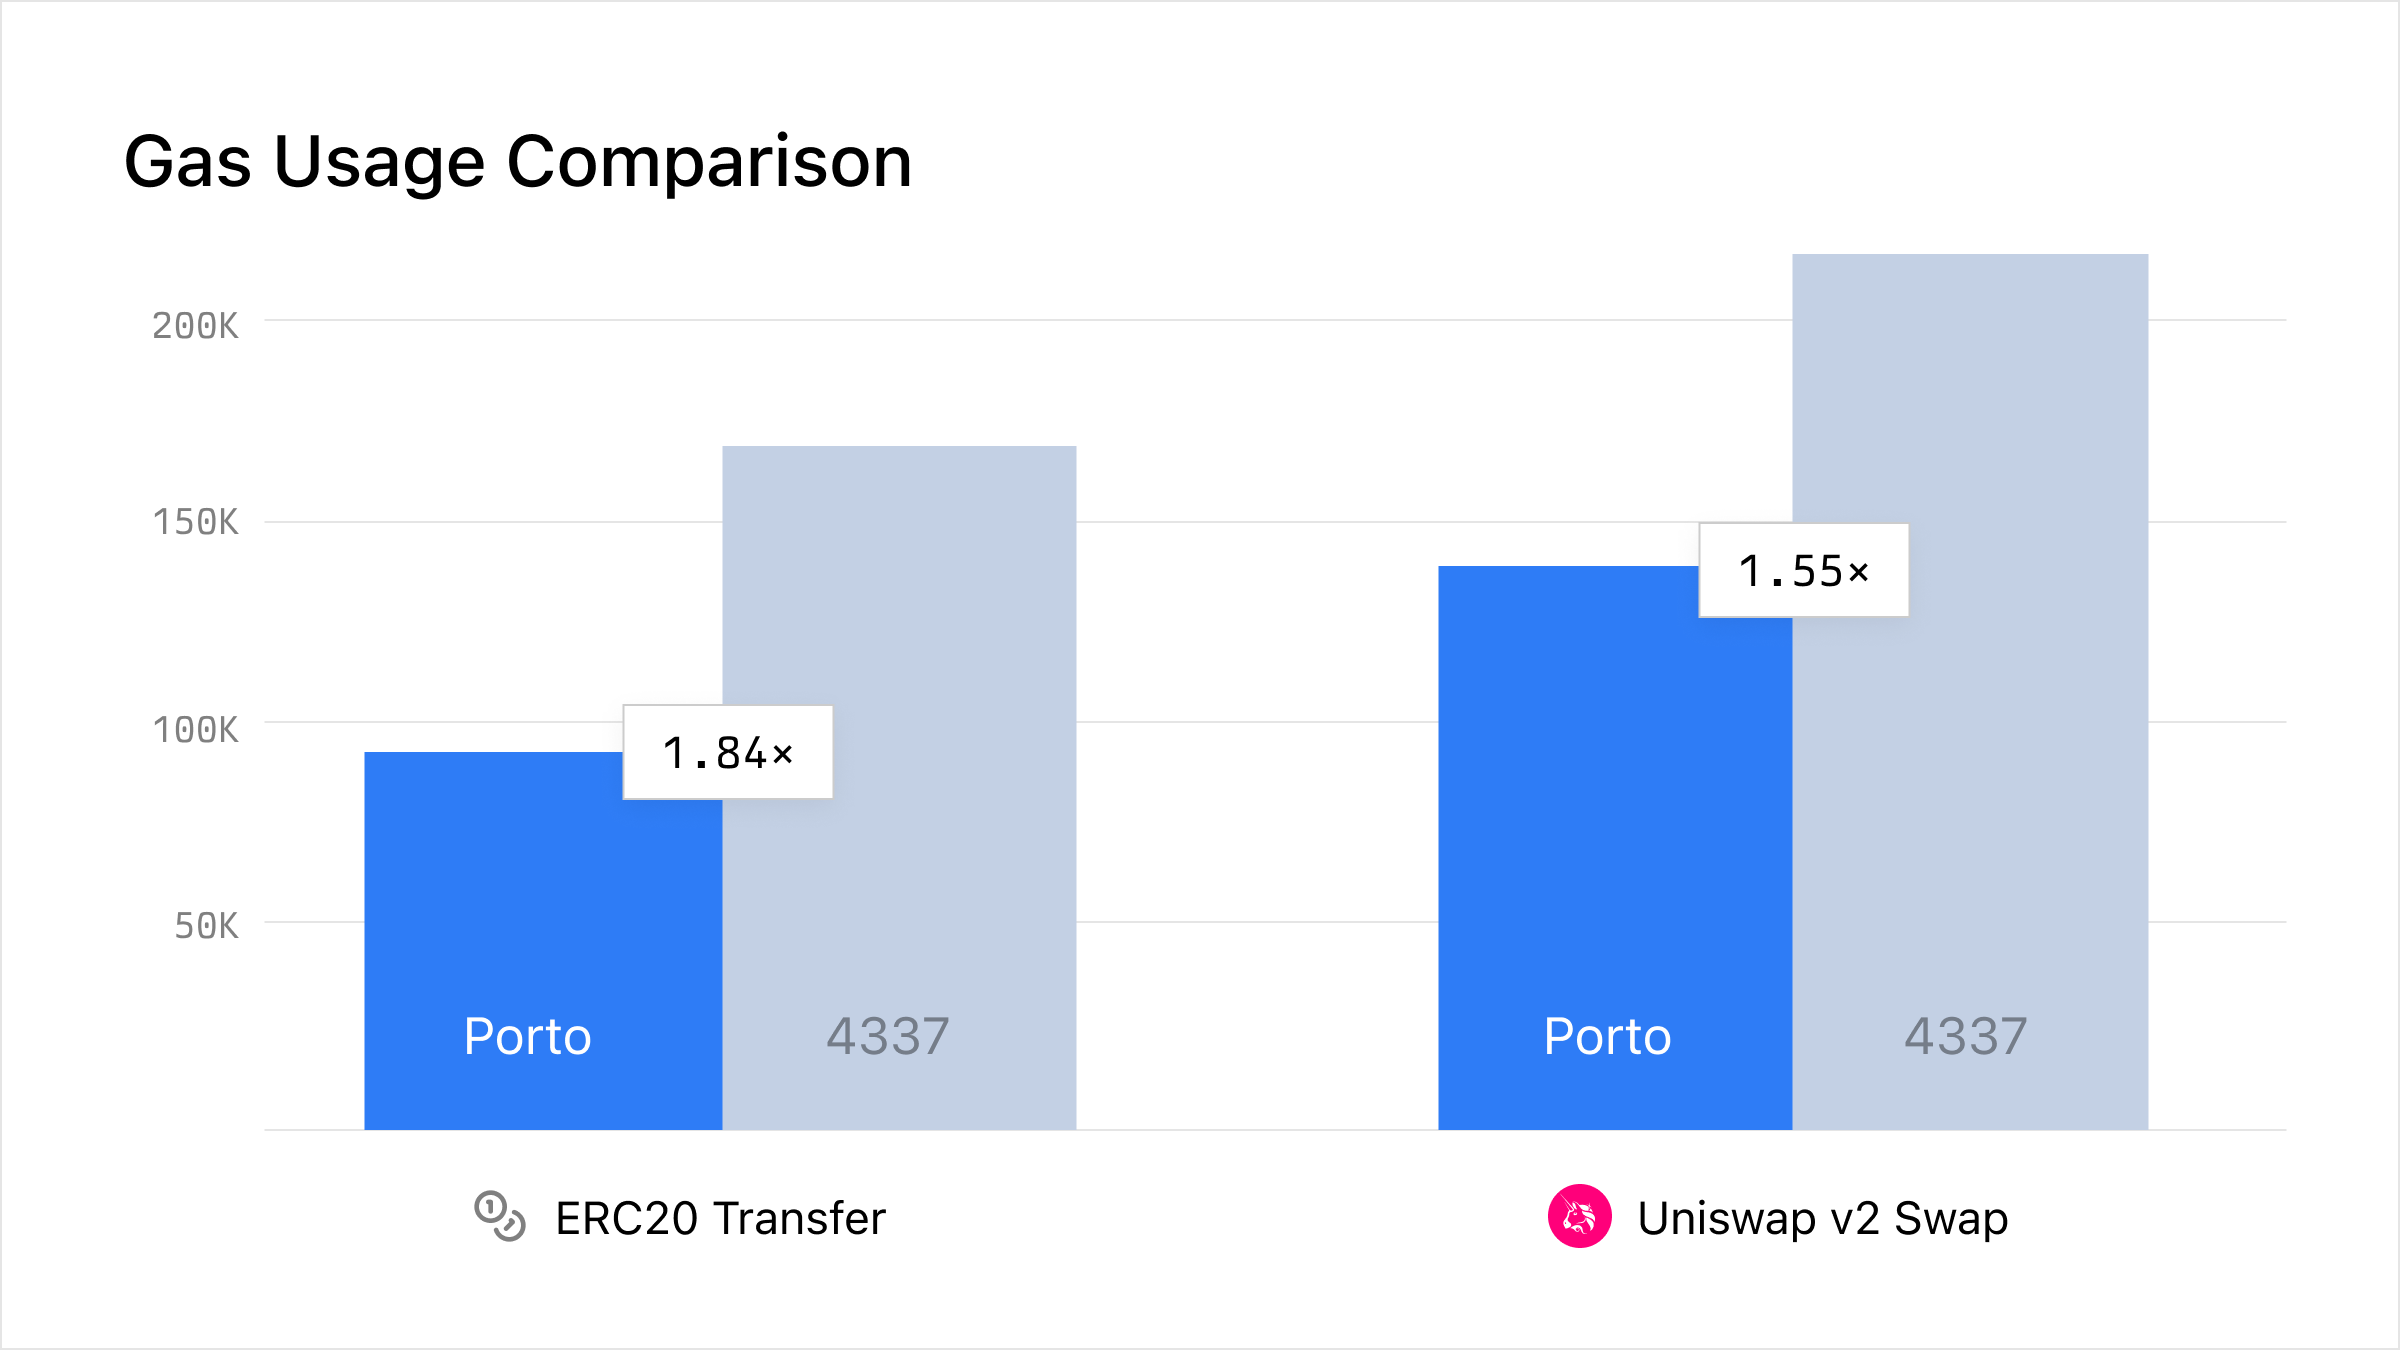 Gas Usage Comparison
200K
150K
100K
50K
1.84×
1.55×
Porto
4337
Porto
4337
ERC20 Transfer
Uniswap v2 Swap